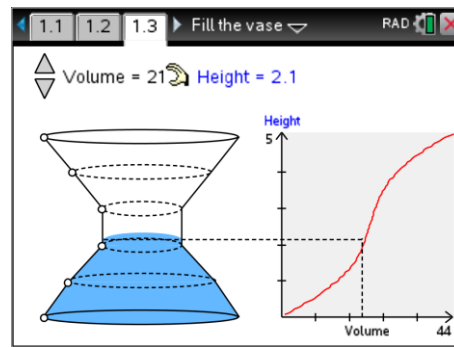 1.1 1.2 1.3 Fill the vase RAD
Volume = 21 Height = 2.1
Height
5
Volume 44